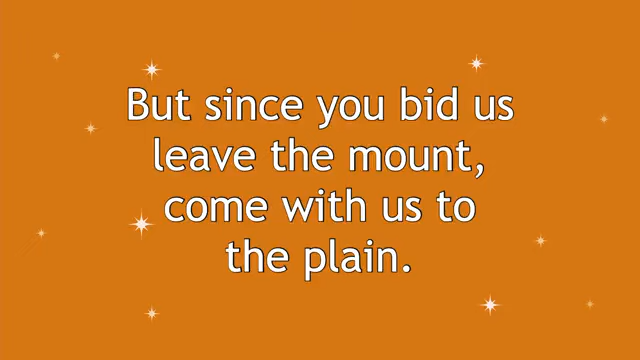 But since you bid us
leave the mount,
come with us to
the plain.